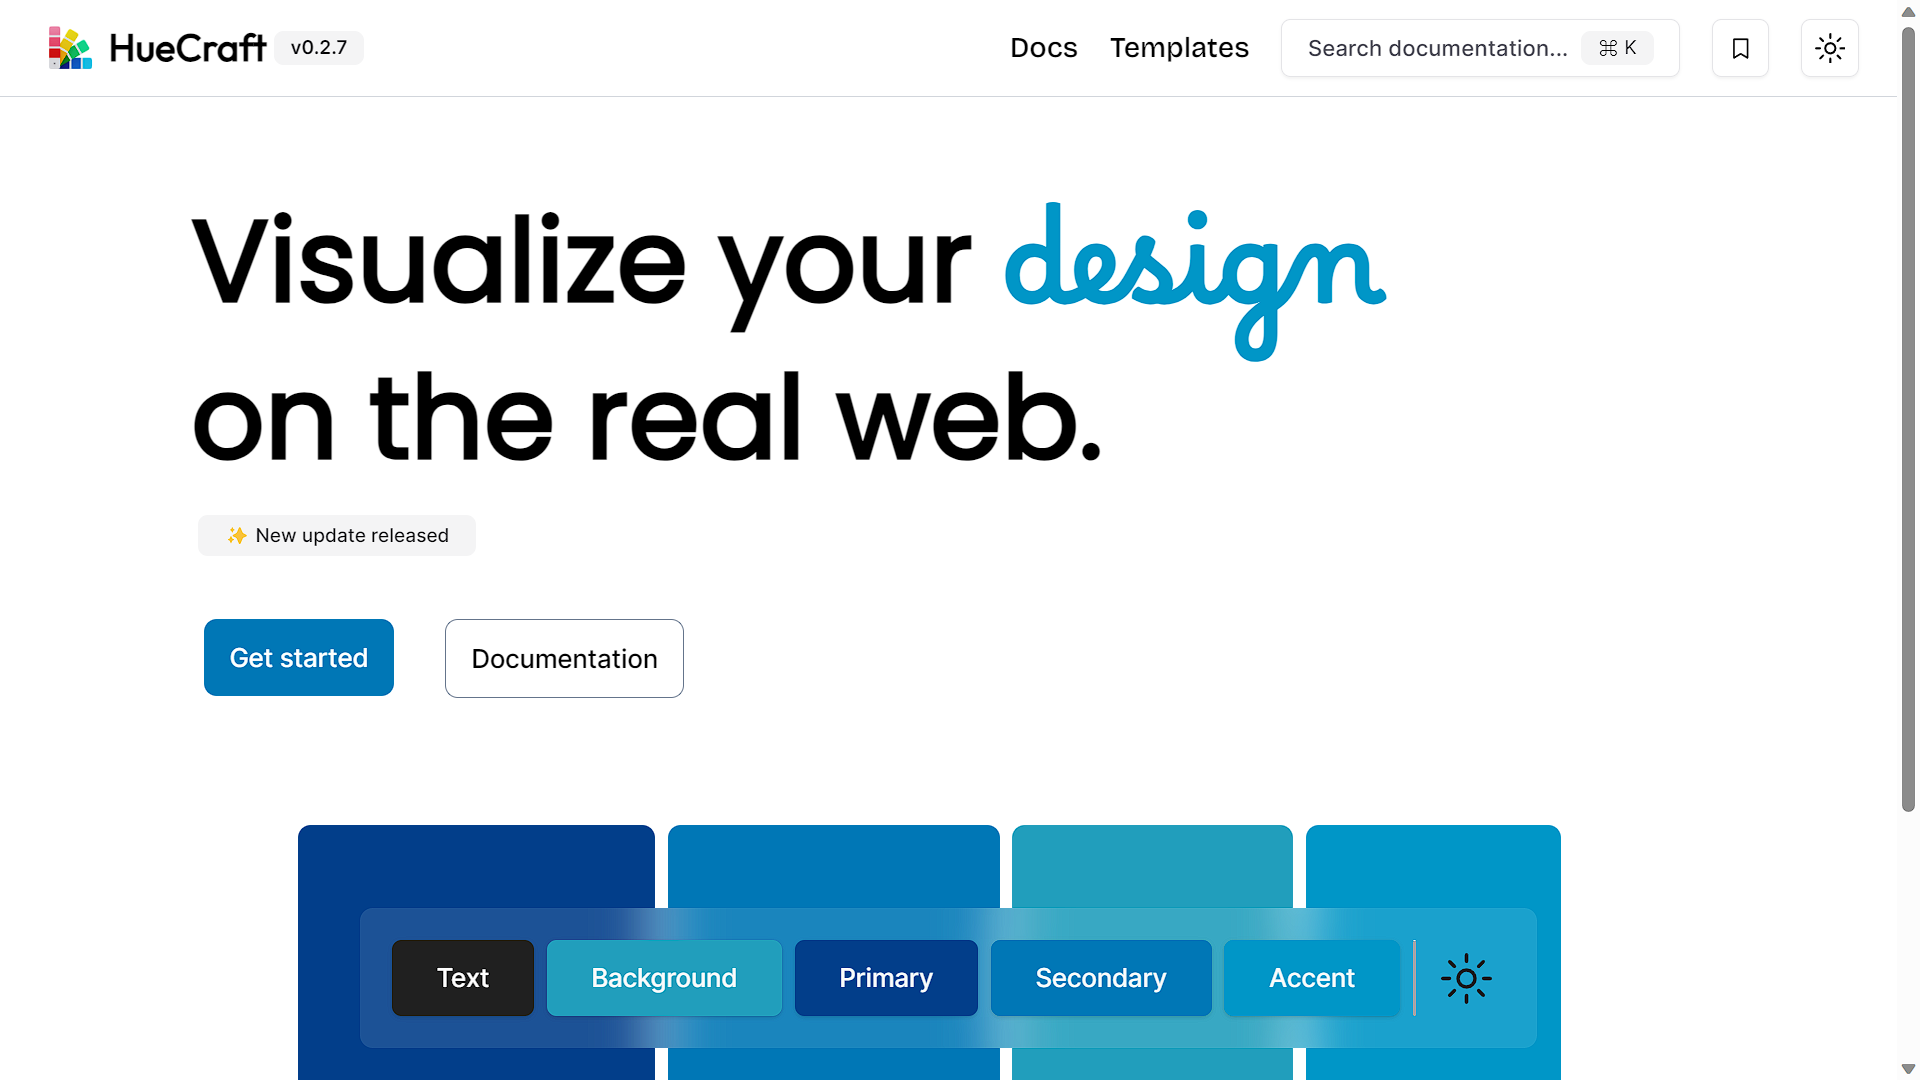 HueCraft v0.2.7 Docs Templates Search documentation... ⌘ K
Visualize your design
on the real web.
✨ New update released
Get started Documentation
Text Background Primary Secondary Accent